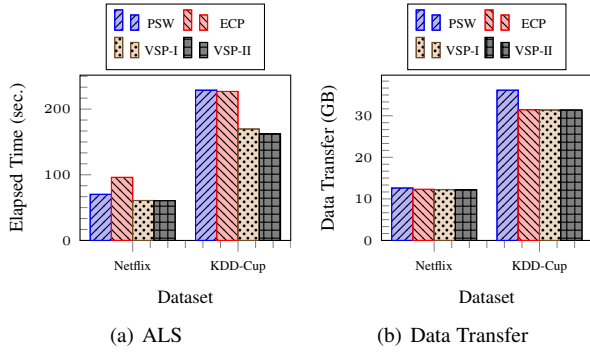 PSW ECP
VSP-I VSP-II
Elapsed Time (sec.)
200
100
0
Netflix KDD-Cup
Dataset
(a) ALS
PSW ECP
VSP-I VSP-II
Data Transfer (GB)
30
20
10
0
Netflix KDD-Cup
Dataset
(b) Data Transfer